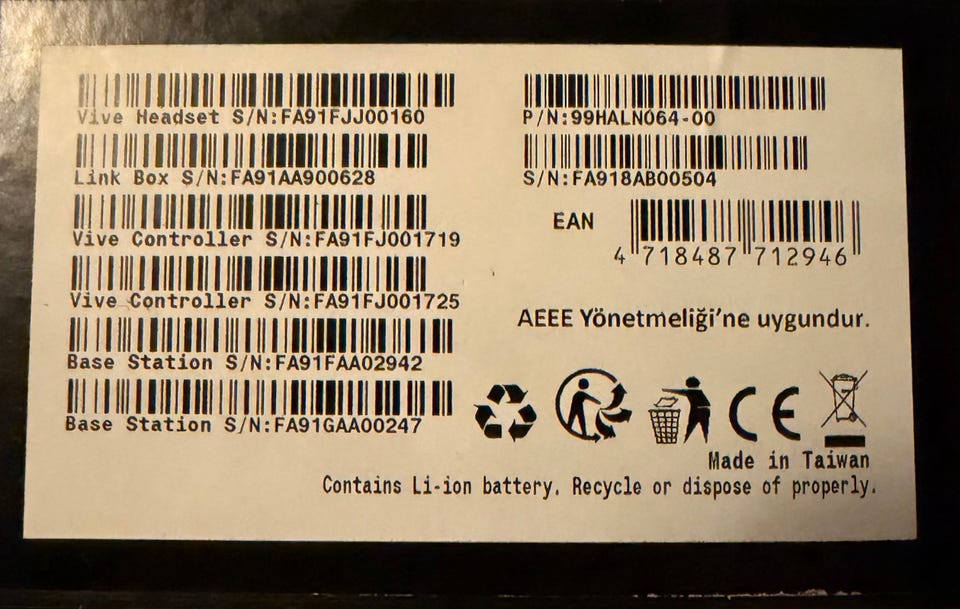 Vive Headset S/N:FA91FJJ00160
Link Box S/N:FA91AA900628
Vive Controller S/N:FA91FJ001719
Vive Controller S/N:FA91FJ001725
Base Station S/N:FA91FAA02942
Base Station S/N:FA91GAA00247
P/N:99HALN064-00
S/N:FA918AB00504
EAN
4 718487 712946
AEEE Yönetmeliği'ne uygundur.
CE
Made in Taiwan
Contains Li-ion battery. Recycle or dispose of properly.